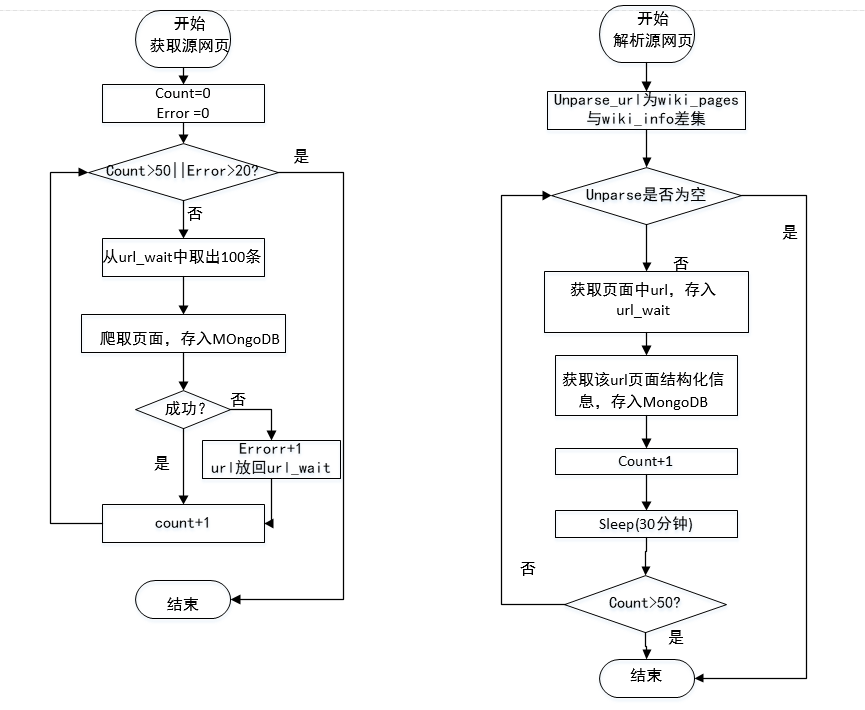 开始
获取源网页
Count=0
Error =0
Count>50||Error>20?
是
否
从url_wait中取出100条
爬取页面，存入MOngoDB
成功?
否
是
Errorr+1
url放回url_wait
count+1
结束
开始
解析源网页
Unparse_url为wiki_pages
与wiki_info差集
Unparse是否为空
是
否
获取页面中url，存入
url_wait
获取该url页面结构化信
息，存入MongoDB
Count+1
Sleep(30分钟)
否
Count>50?
是
结束